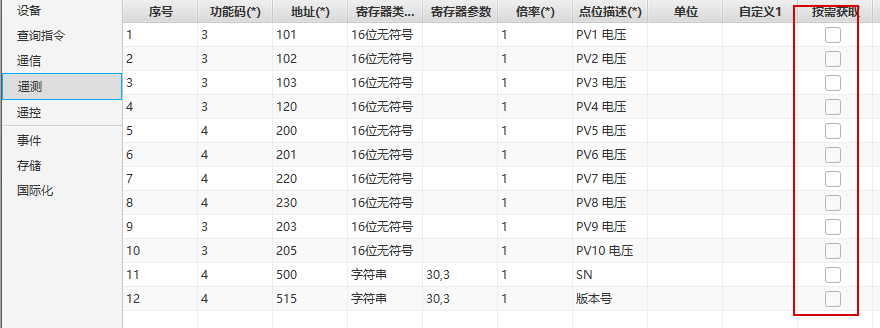 设备
查询指令
遥信
遥测
遥控
事件
存储
国际化
序号 功能码(*) 地址(*) 寄存器类... 寄存器参数 倍率(*) 点位描述(*) 单位 自定义1 按需获取
1 3 101 16位无符号 1 PV1 电压
2 3 102 16位无符号 1 PV2 电压
3 3 103 16位无符号 1 PV3 电压
4 3 120 16位无符号 1 PV4 电压
5 4 200 16位无符号 1 PV5 电压
6 4 201 16位无符号 1 PV6 电压
7 4 220 16位无符号 1 PV7 电压
8 4 230 16位无符号 1 PV8 电压
9 3 203 16位无符号 1 PV9 电压
10 3 205 16位无符号 1 PV10 电压
11 4 500 字符串 30,3 1 SN
12 4 515 字符串 30,3 1 版本号